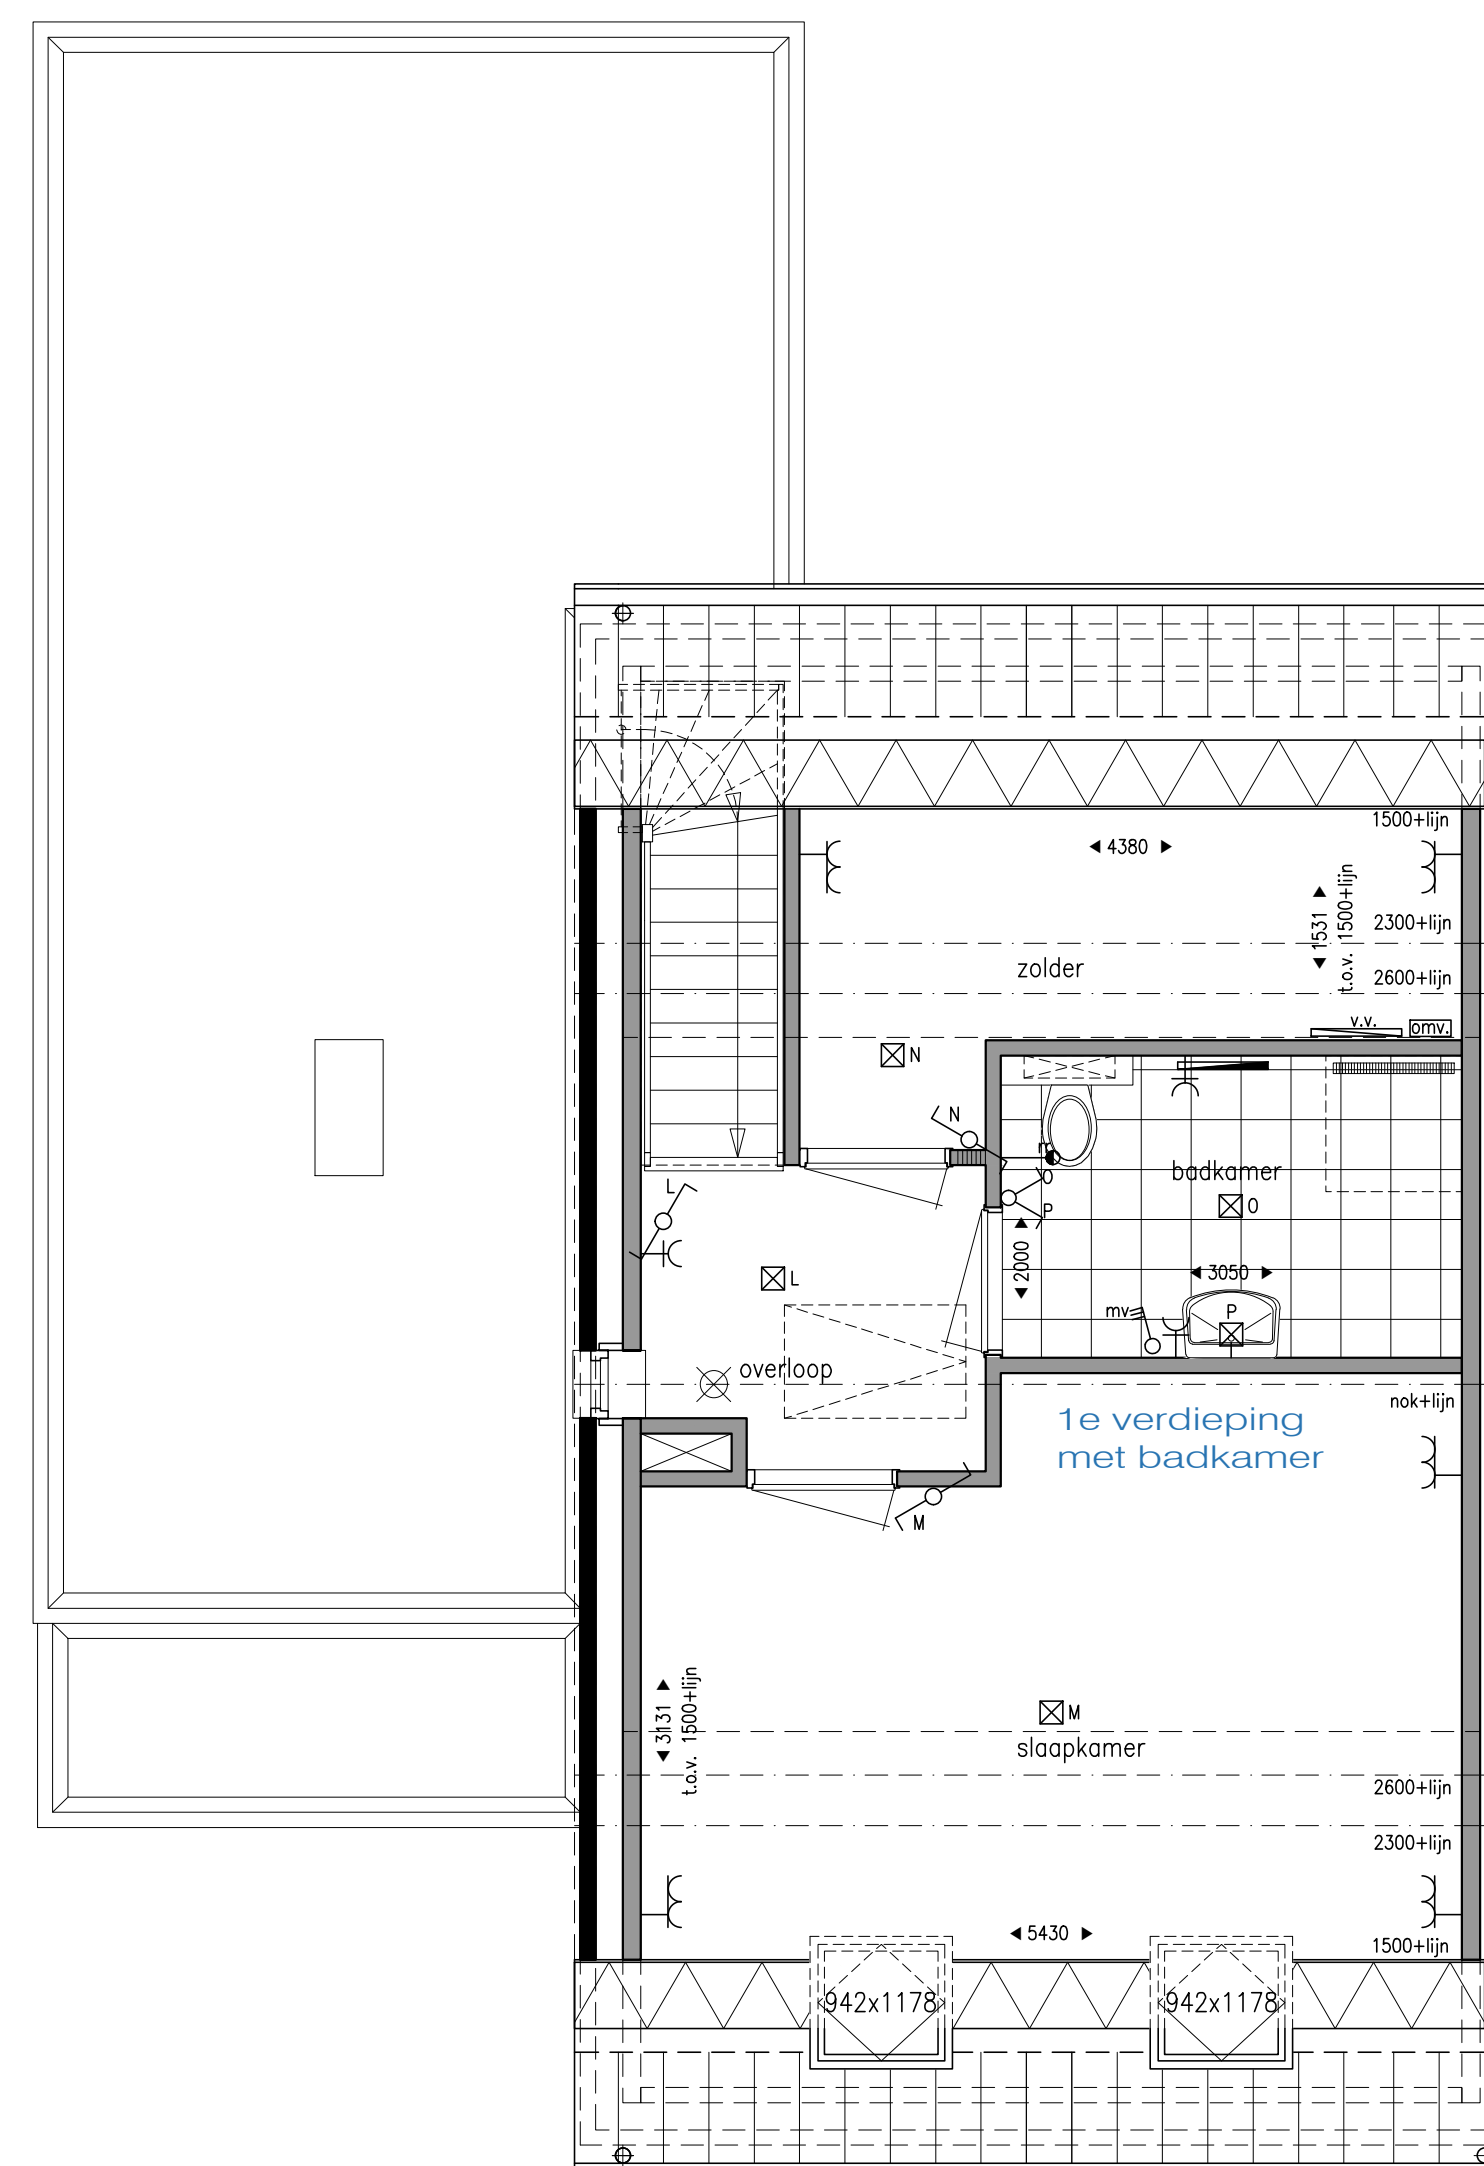 1500+lijn
4380
1531
t.o.v. 1500+lijn
2300+lijn
zolder
2600+lijn
v.v.
omv.
N
N
L
O
P
badkamer
O
2000
3050
L
mv
P
overloop
nok+lijn
1e verdieping
met badkamer
M
3131
t.o.v. 1500+lijn
M
slaapkamer
2600+lijn
2300+lijn
5430
1500+lijn
942x1178
942x1178